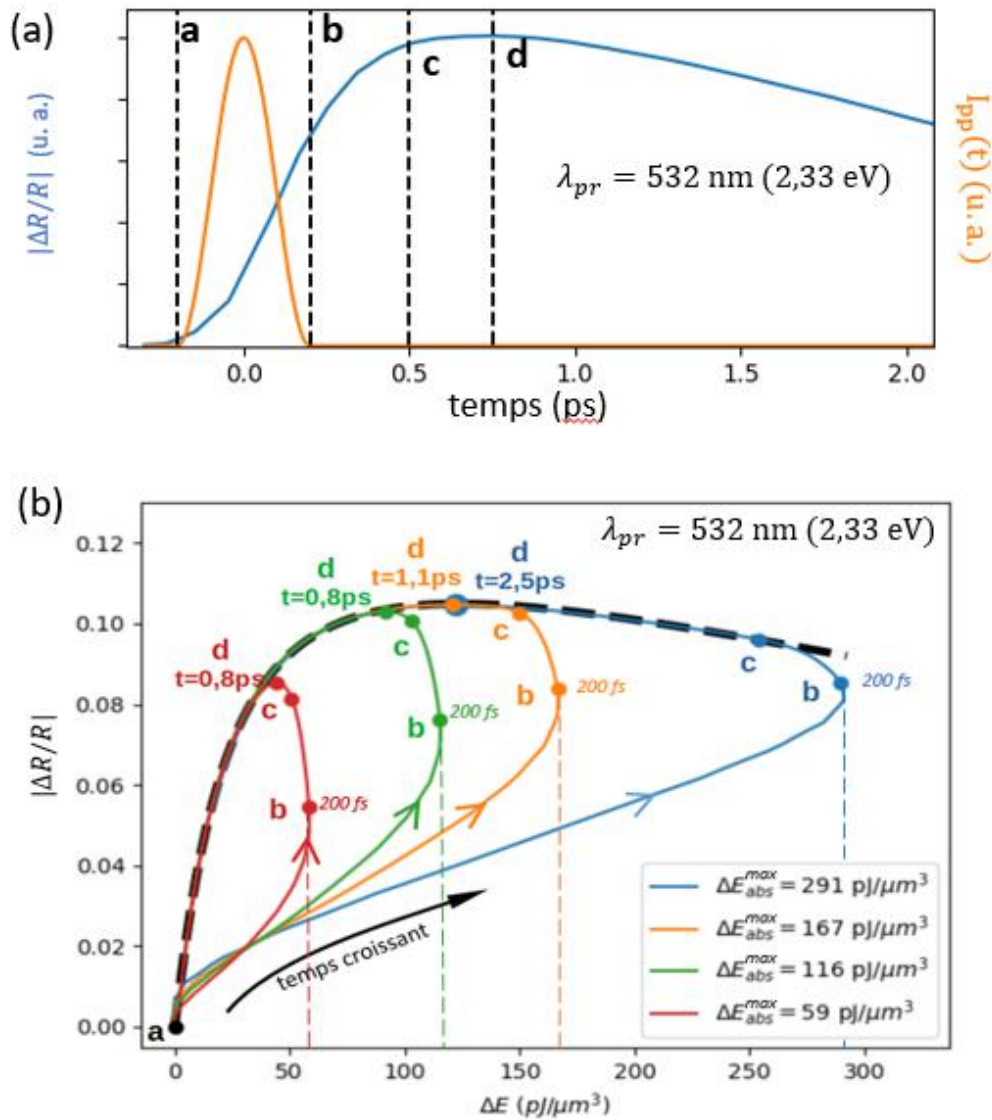 (a)
a
b
c
d
|ΔR/R| (u. a.)
I_pp(t) (u. a.)
λ_pr = 532 nm (2,33 eV)
0.0 0.5 1.0 1.5 2.0
temps (ps)
(b)
λ_pr = 532 nm (2,33 eV)
0.12
0.10
0.08
0.06
0.04
0.02
0.00
|ΔR/R|
d
t=0,8ps
c
b
200 fs
d
t=0,8ps
c
b
200 fs
d
t=1,1ps
c
b
200 fs
d
t=2,5ps
c
b
200 fs
a
temps croissant
ΔE_abs^max = 291 pJ/μm³
ΔE_abs^max = 167 pJ/μm³
ΔE_abs^max = 116 pJ/μm³
ΔE_abs^max = 59 pJ/μm³
0 50 100 150 200 250 300
ΔE (pJ/μm³)